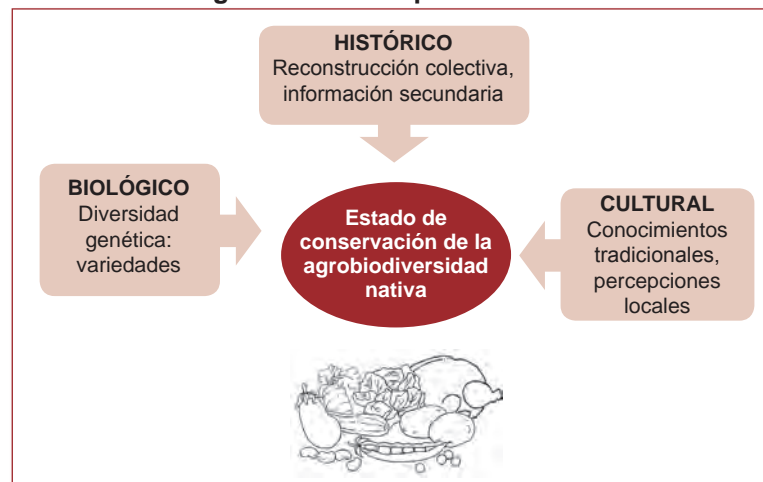 HISTÓRICO
Reconstrucción colectiva,
información secundaria
BIOLÓGICO
Diversidad
genética:
variedades
Estado de
conservación de la
agrobiodiversidad
nativa
CULTURAL
Conocimientos
tradicionales,
percepciones
locales